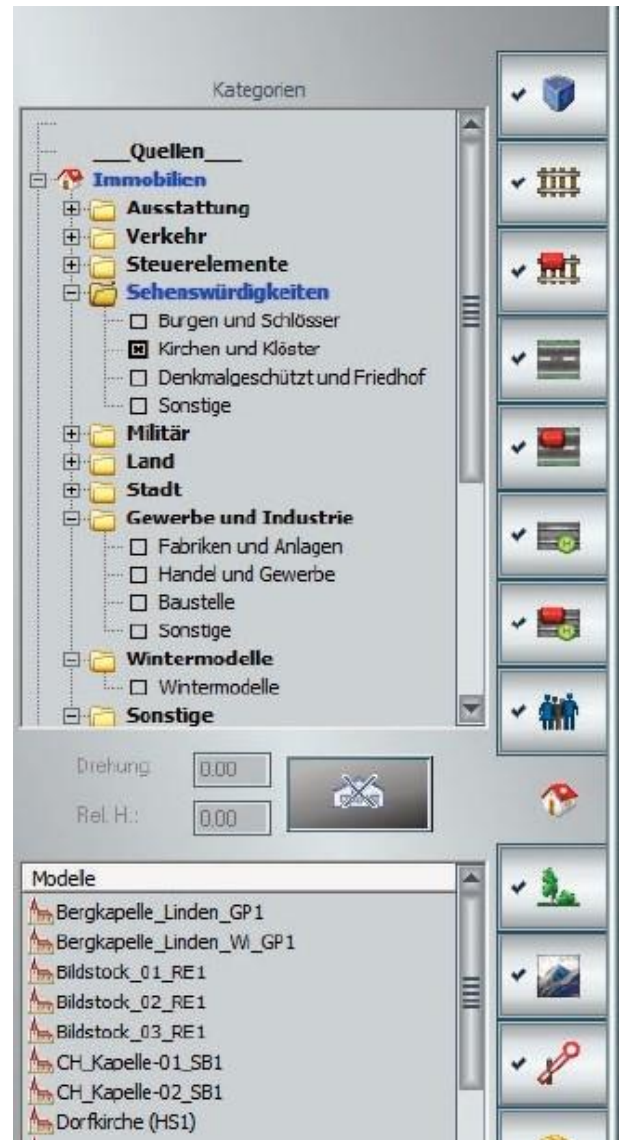 Kategorien
___Quellen___
Immobilien
Ausstattung
Verkehr
Steuerelemente
Sehenswürdigkeiten
Burgen und Schlösser
Kirchen und Klöster
Denkmalgeschützt und Friedhof
Sonstige
Militär
Land
Stadt
Gewerbe und Industrie
Fabriken und Anlagen
Handel und Gewerbe
Baustelle
Sonstige
Wintermodelle
Wintermodelle
Sonstige
Drehung: 0.00
Rel. H.: 0,00
Modelle
Bergkapelle_Linden_GP1
Bergkapelle_Linden_Wi_GP1
Bildstock_01_RE1
Bildstock_02_RE1
Bildstock_03_RE1
CH_Kapelle-01_SB1
CH_Kapelle-02_SB1
Dorfkirche (HS1)